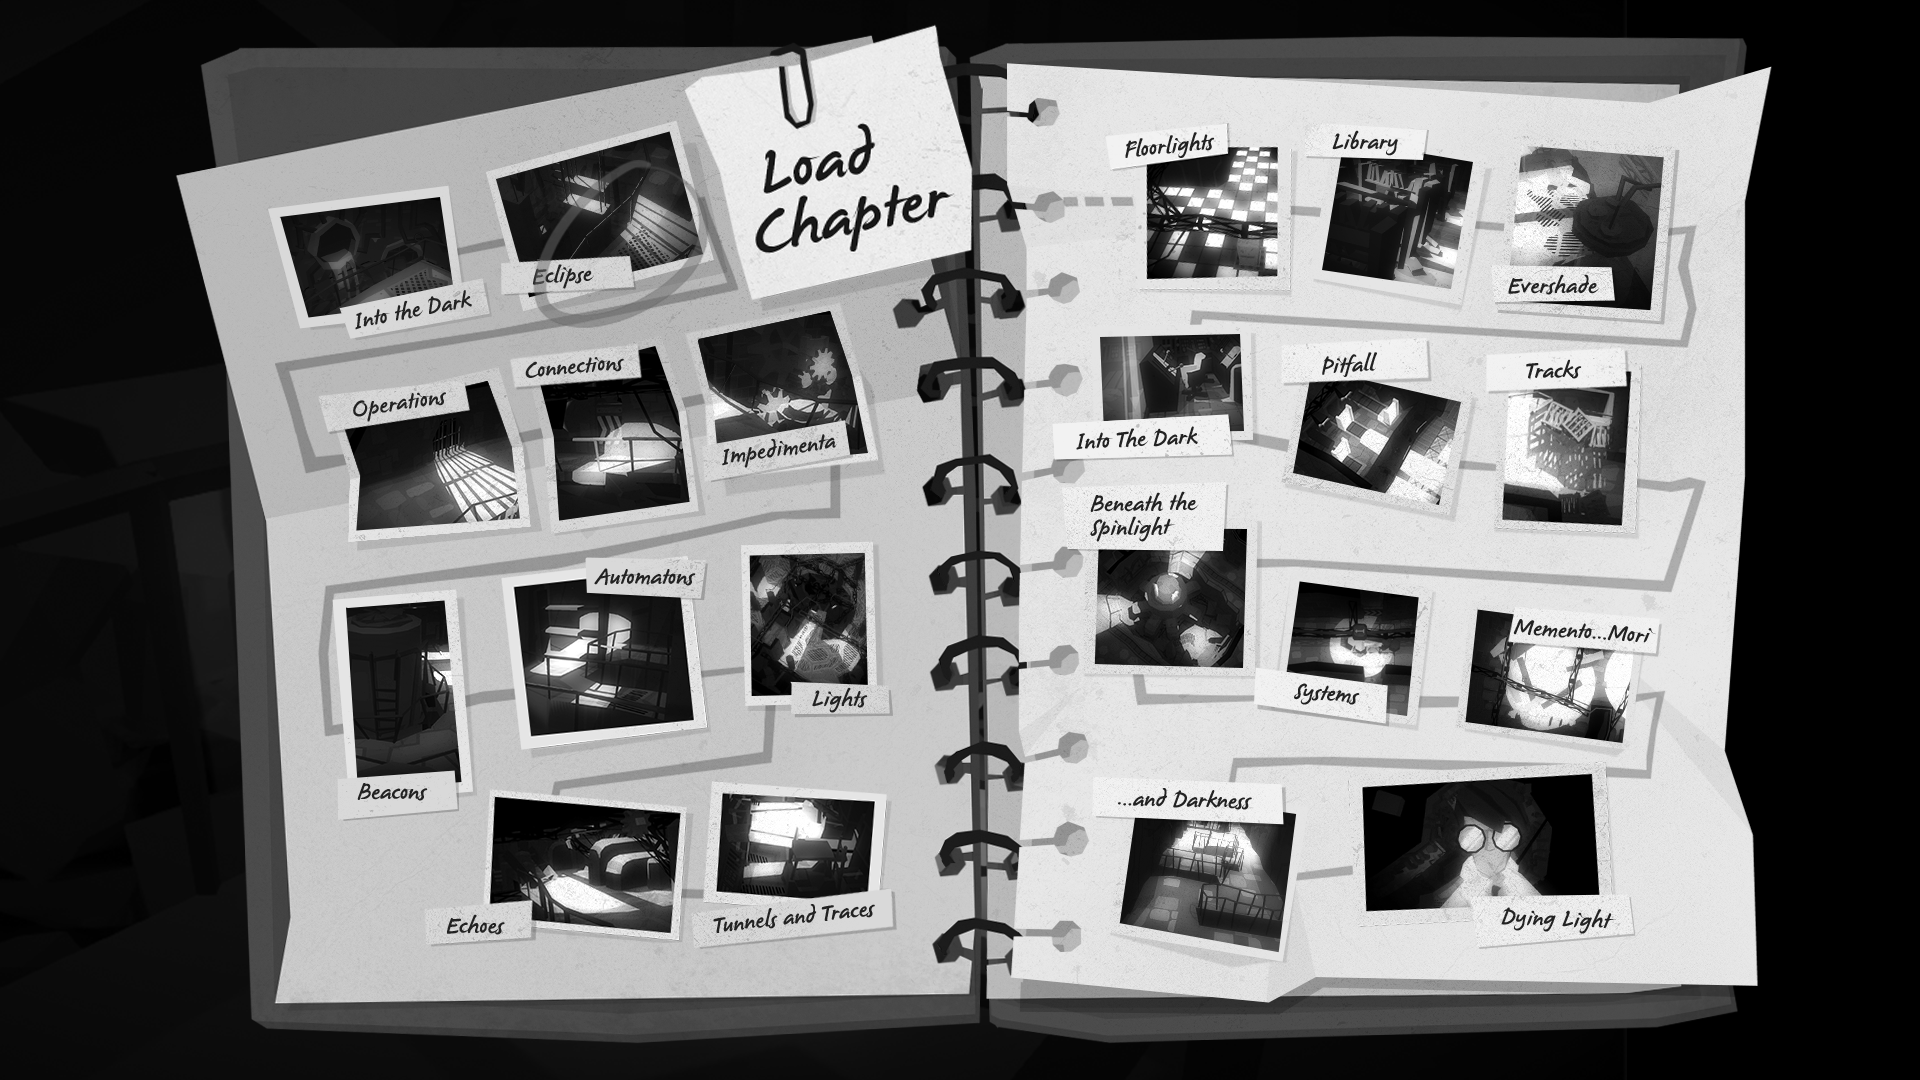 Load
Chapter
Into the Dark
Eclipse
Operations
Connections
Impedimenta
Beacons
Automatons
Lights
Echoes
Tunnels and Traces
Floorlights
Library
Evershade
Into The Dark
Pitfall
Tracks
Beneath the
Spinlight
Systems
Memento...Mori
...and Darkness
Dying Light